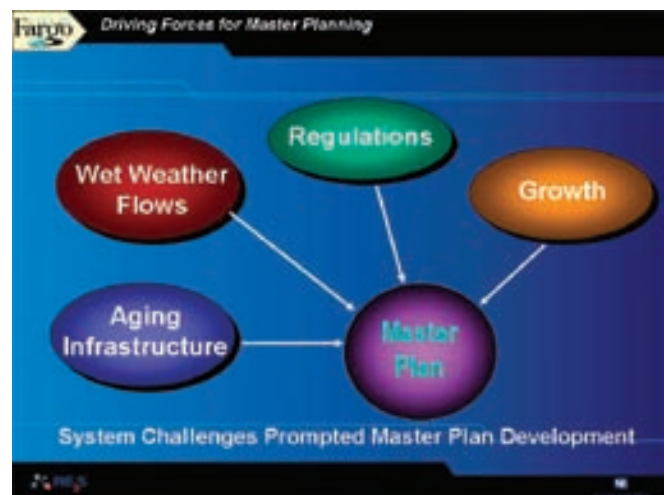 Fargo
Driving Forces for Master Planning
Regulations
Wet Weather
Flows
Growth
Aging
Infrastructure
Master
Plan
System Challenges Prompted Master Plan Development